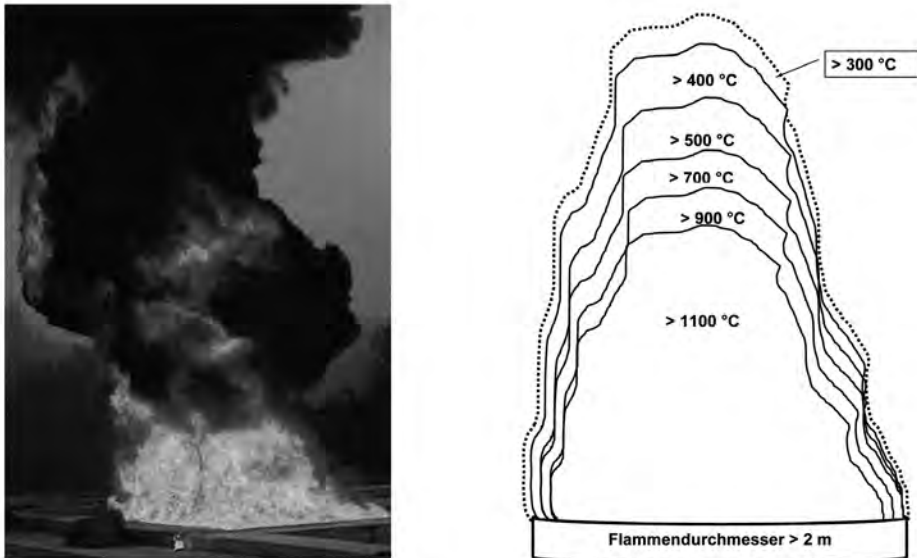 > 300 °C
> 400 °C
> 500 °C
> 700 °C
> 900 °C
> 1100 °C
Flammendurchmesser > 2 m